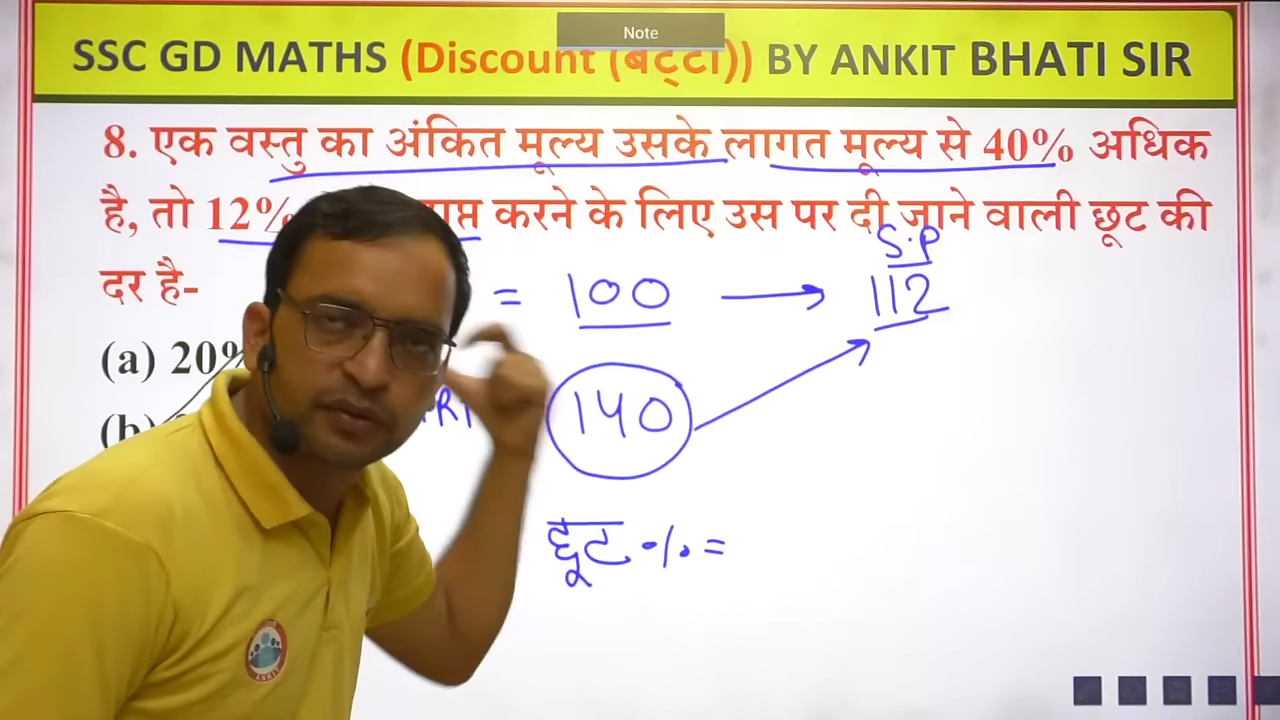 Note
SSC GD MATHS (Discount (बट्टा)) BY ANKIT BHATI SIR
8. एक वस्तु का अंकित मूल्य उसके लागत मूल्य से 40% अधिक
है, तो 12% करने के लिए उस पर दी जाने वाली छूट की
दर है-
S.P
= 100 → 112
(a) 20%
140
(b)
छूट % =
ANKIT